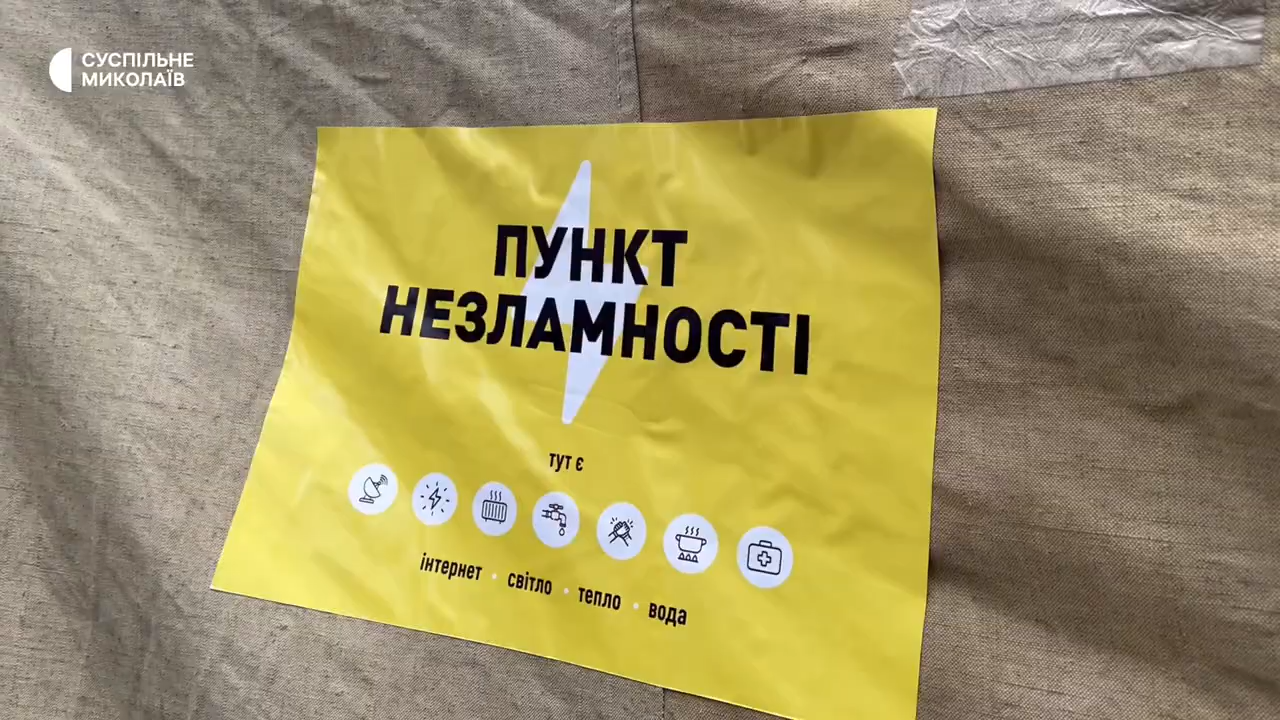 СУСПІЛЬНЕ
МИКОЛАЇВ
ПУНКТ
НЕЗЛАМНОСТІ
тут є
інтернет • світло • тепло • вода